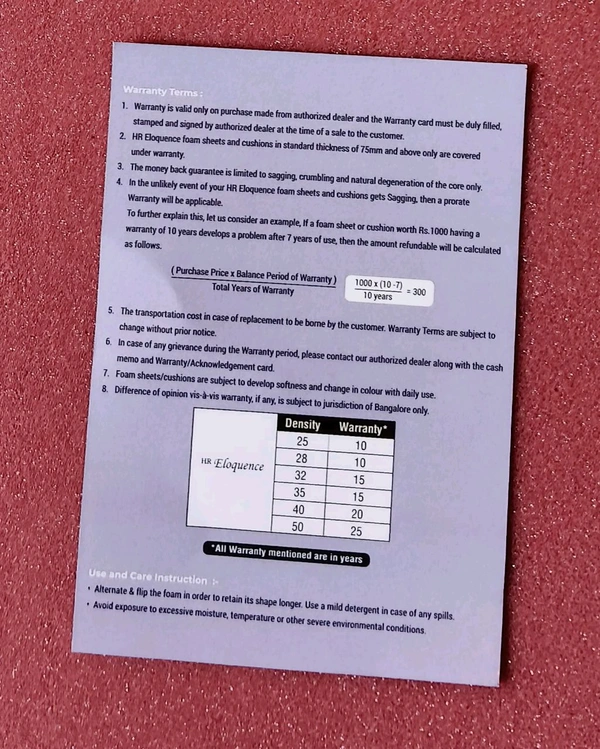 Warranty Terms :
1. Warranty is valid only on purchase made from authorized dealer and the Warranty card must be duly filled,
stamped and signed by authorized dealer at the time of a sale to the customer.
2. HR Eloquence foam sheets and cushions in standard thickness of 75mm and above only are covered
under warranty.
3. The money back guarantee is limited to sagging, crumbling and natural degeneration of the core only.
4. In the unlikely event of your HR Eloquence foam sheets and cushions gets Sagging, then a prorate
Warranty will be applicable.
To further explain this, let us consider an example, If a foam sheet or cushion worth Rs.1000 having a
warranty of 10 years develops a problem after 7 years of use, then the amount refundable will be calculated
as follows.
( Purchase Price x Balance Period of Warranty )
Total Years of Warranty
1000 x (10 -7)
10 years
= 300
5. The transportation cost in case of replacement to be borne by the customer. Warranty Terms are subject to
change without prior notice.
6. In case of any grievance during the Warranty period, please contact our authorized dealer along with the cash
memo and Warranty/Acknowledgement card.
7. Foam sheets/cushions are subject to develop softness and change in colour with daily use.
8. Difference of opinion vis-à-vis warranty, if any, is subject to jurisdiction of Bangalore only.
HR Eloquence
Density Warranty*
25 10
28 10
32 15
35 15
40 20
50 25
*All Warranty mentioned are in years
Use and Care Instruction :-
• Alternate & flip the foam in order to retain its shape longer. Use a mild detergent in case of any spills.
• Avoid exposure to excessive moisture, temperature or other severe environmental conditions.